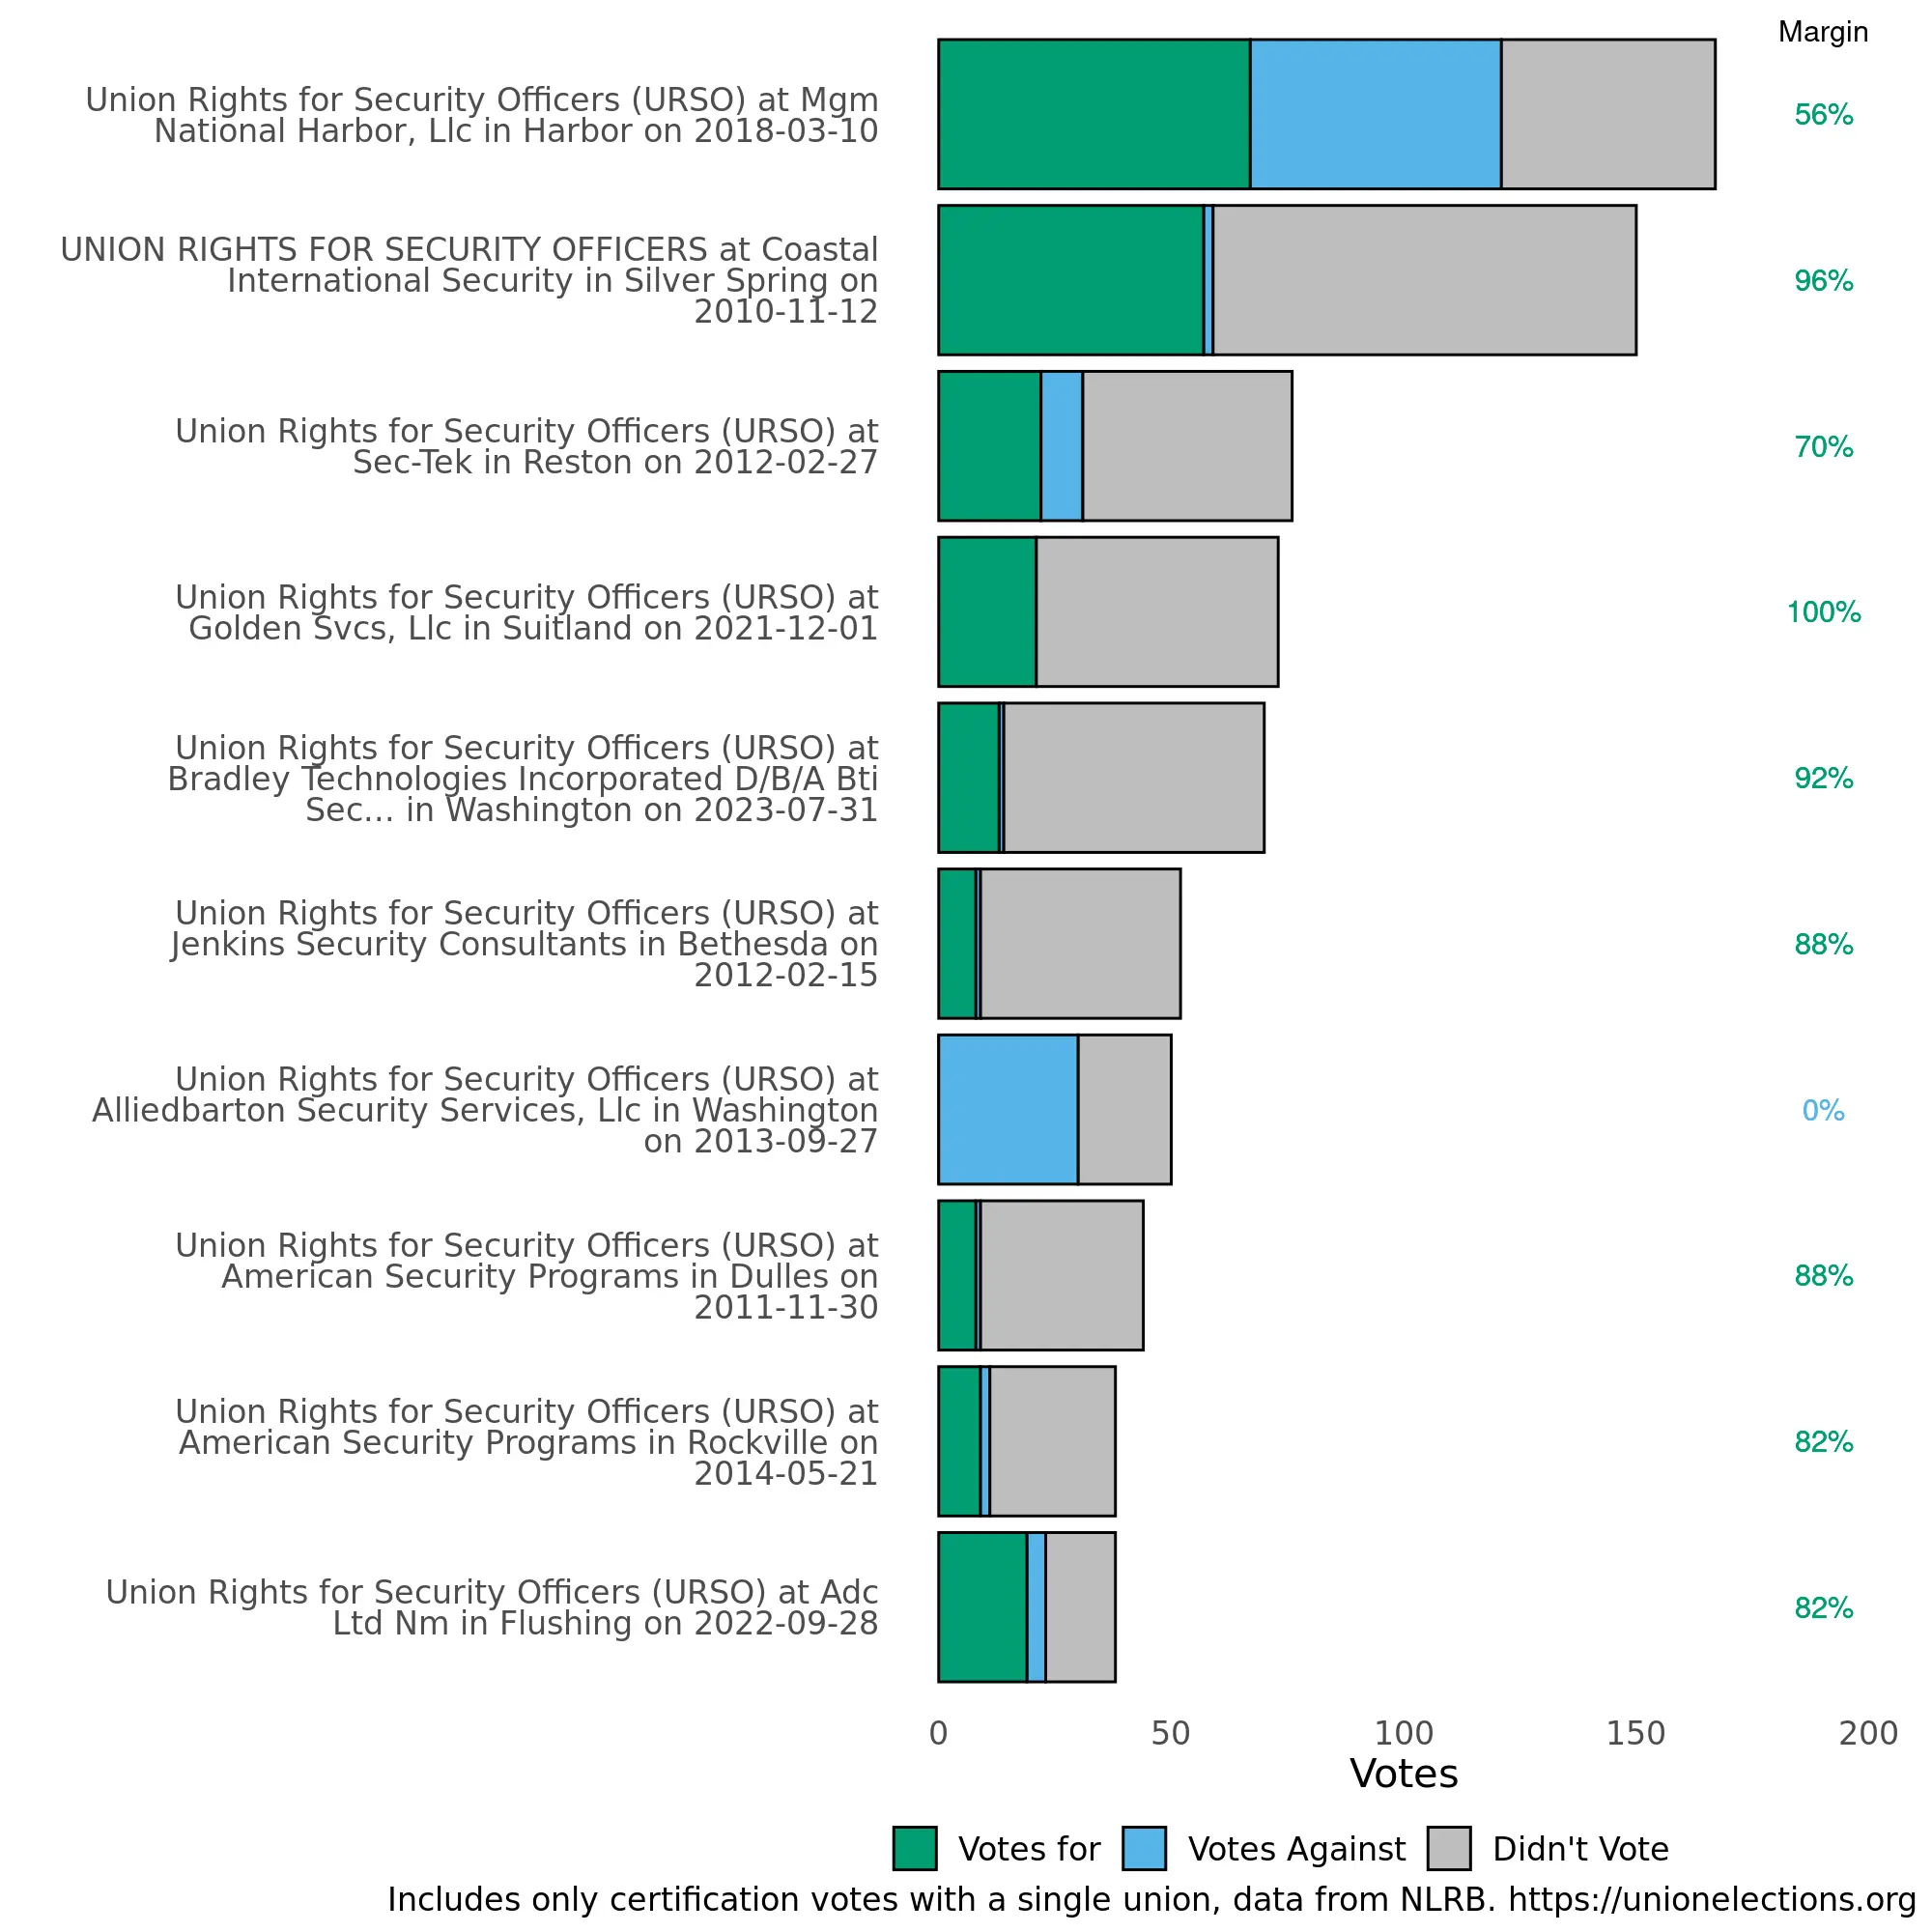 Margin
Union Rights for Security Officers (URSO) at Mgm
National Harbor, Llc in Harbor on 2018-03-10
56%
UNION RIGHTS FOR SECURITY OFFICERS at Coastal
International Security in Silver Spring on
2010-11-12
96%
Union Rights for Security Officers (URSO) at
Sec-Tek in Reston on 2012-02-27
70%
Union Rights for Security Officers (URSO) at
Golden Svcs, Llc in Suitland on 2021-12-01
100%
Union Rights for Security Officers (URSO) at
Bradley Technologies Incorporated D/B/A Bti
Sec... in Washington on 2023-07-31
92%
Union Rights for Security Officers (URSO) at
Jenkins Security Consultants in Bethesda on
2012-02-15
88%
Union Rights for Security Officers (URSO) at
Alliedbarton Security Services, Llc in Washington
on 2013-09-27
0%
Union Rights for Security Officers (URSO) at
American Security Programs in Dulles on
2011-11-30
88%
Union Rights for Security Officers (URSO) at
American Security Programs in Rockville on
2014-05-21
82%
Union Rights for Security Officers (URSO) at Adc
Ltd Nm in Flushing on 2022-09-28
82%
0 50 100 150 200
Votes
Votes for Votes Against Didn't Vote
Includes only certification votes with a single union, data from NLRB. https://unionelections.org